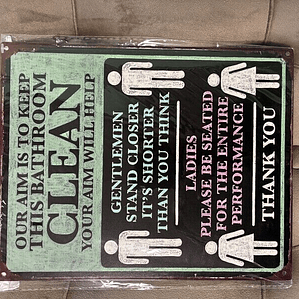 OUR AIM IS TO KEEP
THIS BATHROOM
CLEAN
YOUR AIM WILL HELP
GENTLEMEN
STAND CLOSER
IT'S SHORTER
THAN YOU THINK
LADIES
PLEASE BE SEATED
FOR THE ENTIRE
PERFORMANCE
THANK YOU